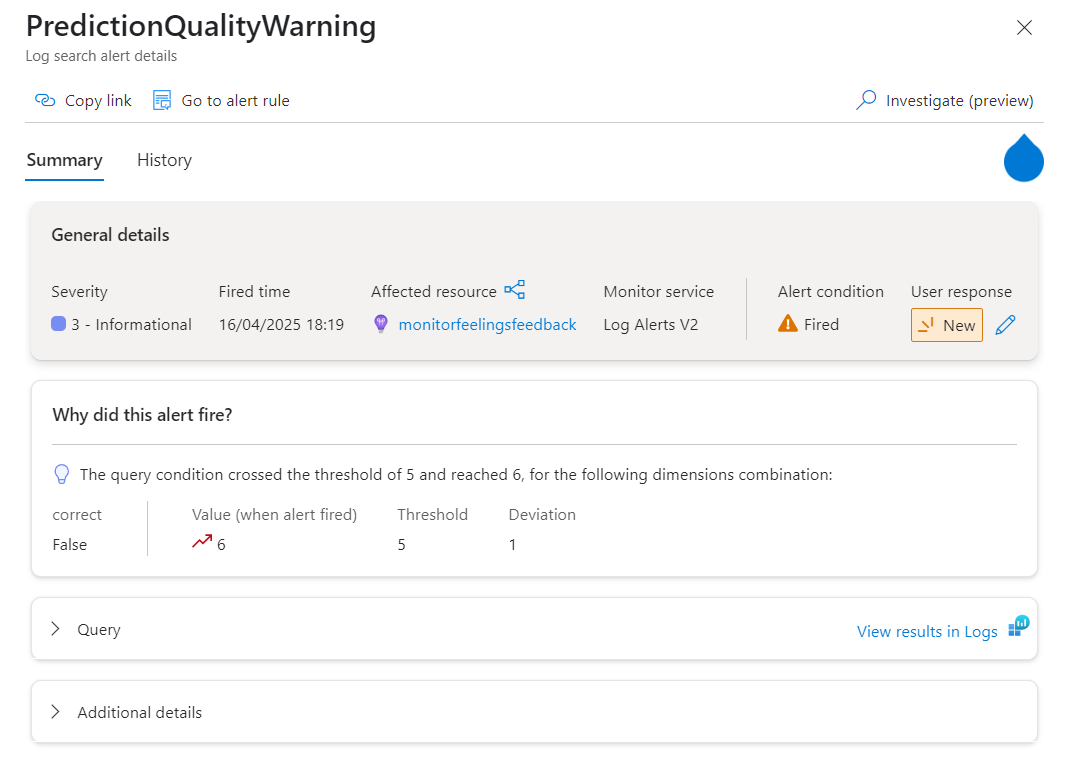 PredictionQualityWarning
Log search alert details
Copy link Go to alert rule Investigate (preview)
Summary History
General details
Severity Fired time Affected resource Monitor service Alert condition User response
3 - Informational 16/04/2025 18:19 monitorfeelingsfeedback Log Alerts V2 Fired New
Why did this alert fire?
The query condition crossed the threshold of 5 and reached 6, for the following dimensions combination:
correct Value (when alert fired) Threshold Deviation
False 6 5 1
Query View results in Logs
Additional details